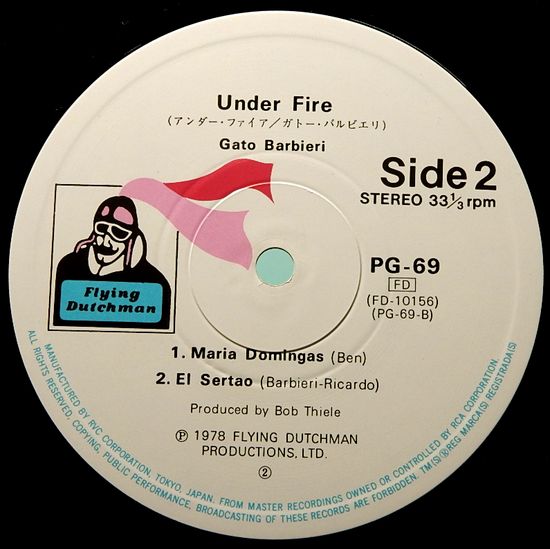 Under Fire
(アンダー・ファイア/ガトー・バルビエリ)
Gato Barbieri
Side 2
STEREO 33⅓ rpm
Flying
Dutchman
PG-69
FD
(FD-10156)
(PG-69-B)
1. Maria Domingas (Ben)
2. El Sertao (Barbieri-Ricardo)
Produced by Bob Thiele
Ⓟ 1978 FLYING DUTCHMAN
PRODUCTIONS, LTD.
②
MANUFACTURED BY RVC CORPORATION, TOKYO, JAPAN. FROM MASTER RECORDINGS OWNED OR CONTROLLED BY RCA CORPORATION.
ALL RIGHTS RESERVED, COPYING, PUBLIC PERFORMANCE, BROADCASTING OF THESE RECORDS ARE FORBIDDEN. TM(S)®REG MARCA(S) REGISTRADA(S)